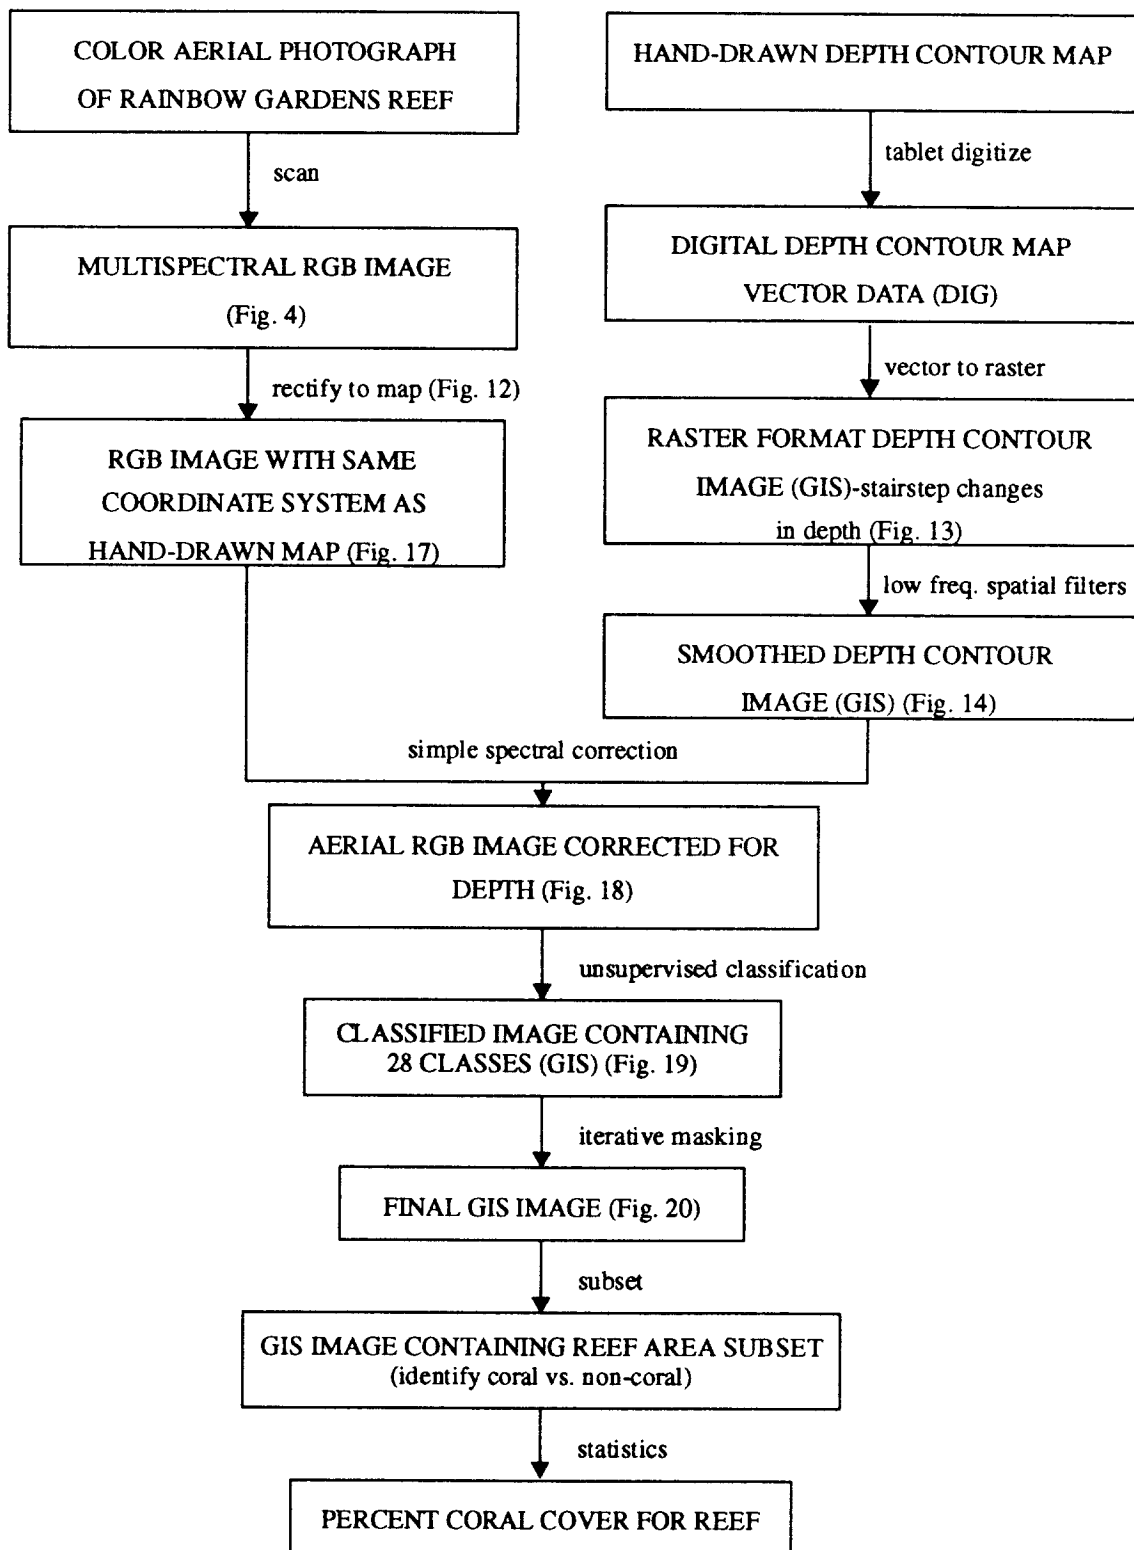 COLOR AERIAL PHOTOGRAPH
OF RAINBOW GARDENS REEF
scan
MULTISPECTRAL RGB IMAGE
(Fig. 4)
rectify to map (Fig. 12)
RGB IMAGE WITH SAME
COORDINATE SYSTEM AS
HAND-DRAWN MAP (Fig. 17)
HAND-DRAWN DEPTH CONTOUR MAP
tablet digitize
DIGITAL DEPTH CONTOUR MAP
VECTOR DATA (DIG)
vector to raster
RASTER FORMAT DEPTH CONTOUR
IMAGE (GIS)-stairstep changes
in depth (Fig. 13)
low freq. spatial filters
SMOOTHED DEPTH CONTOUR
IMAGE (GIS) (Fig. 14)
simple spectral correction
AERIAL RGB IMAGE CORRECTED FOR
DEPTH (Fig. 18)
unsupervised classification
CLASSIFIED IMAGE CONTAINING
28 CLASSES (GIS) (Fig. 19)
iterative masking
FINAL GIS IMAGE (Fig. 20)
subset
GIS IMAGE CONTAINING REEF AREA SUBSET
(identify coral vs. non-coral)
statistics
PERCENT CORAL COVER FOR REEF